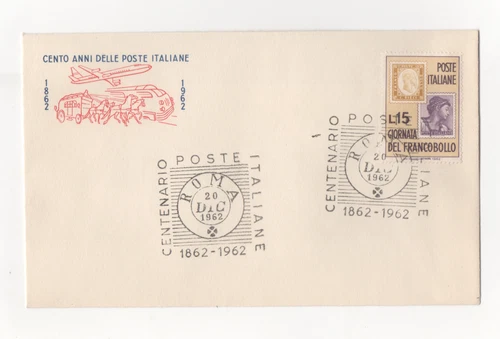 CENTO ANNI DELLE POSTE ITALIANE
1862
1962
POSTE
ITALIANE
L.15
GIORNATA
DEL FRANCOBOLLO
CENTENARIO POSTE ITALIANE
ROMA
20
DIC
1962
1862-1962
CENTENARIO POSTE ITALIANE
ROMA
20
DIC
1962
1862-1962